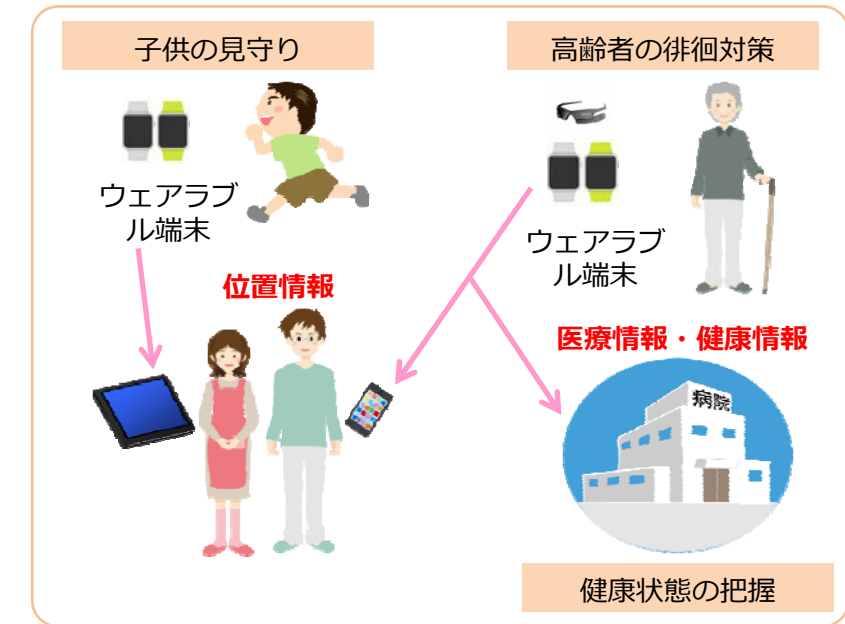 子供の見守り
高齢者の徘徊対策
ウェアラブ
ル端末
ウェアラブ
ル端末
位置情報
医療情報・健康情報
病院
健康状態の把握